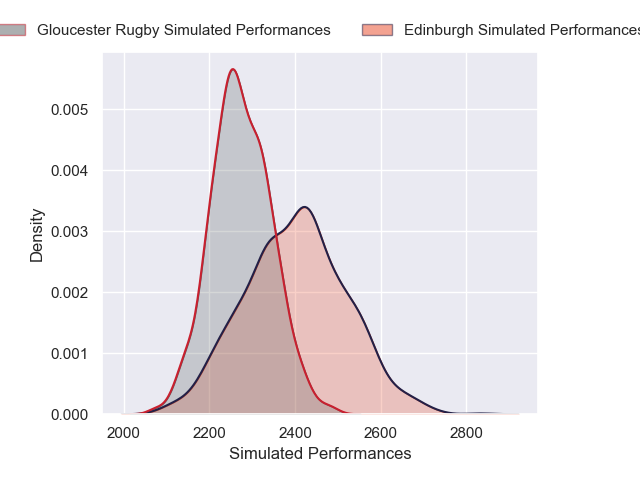 Gloucester Rugby Simulated Performances
Edinburgh Simulated Performances
0.005
0.004
0.003
0.002
0.001
0.000
Density
2000 2200 2400 2600 2800
Simulated Performances